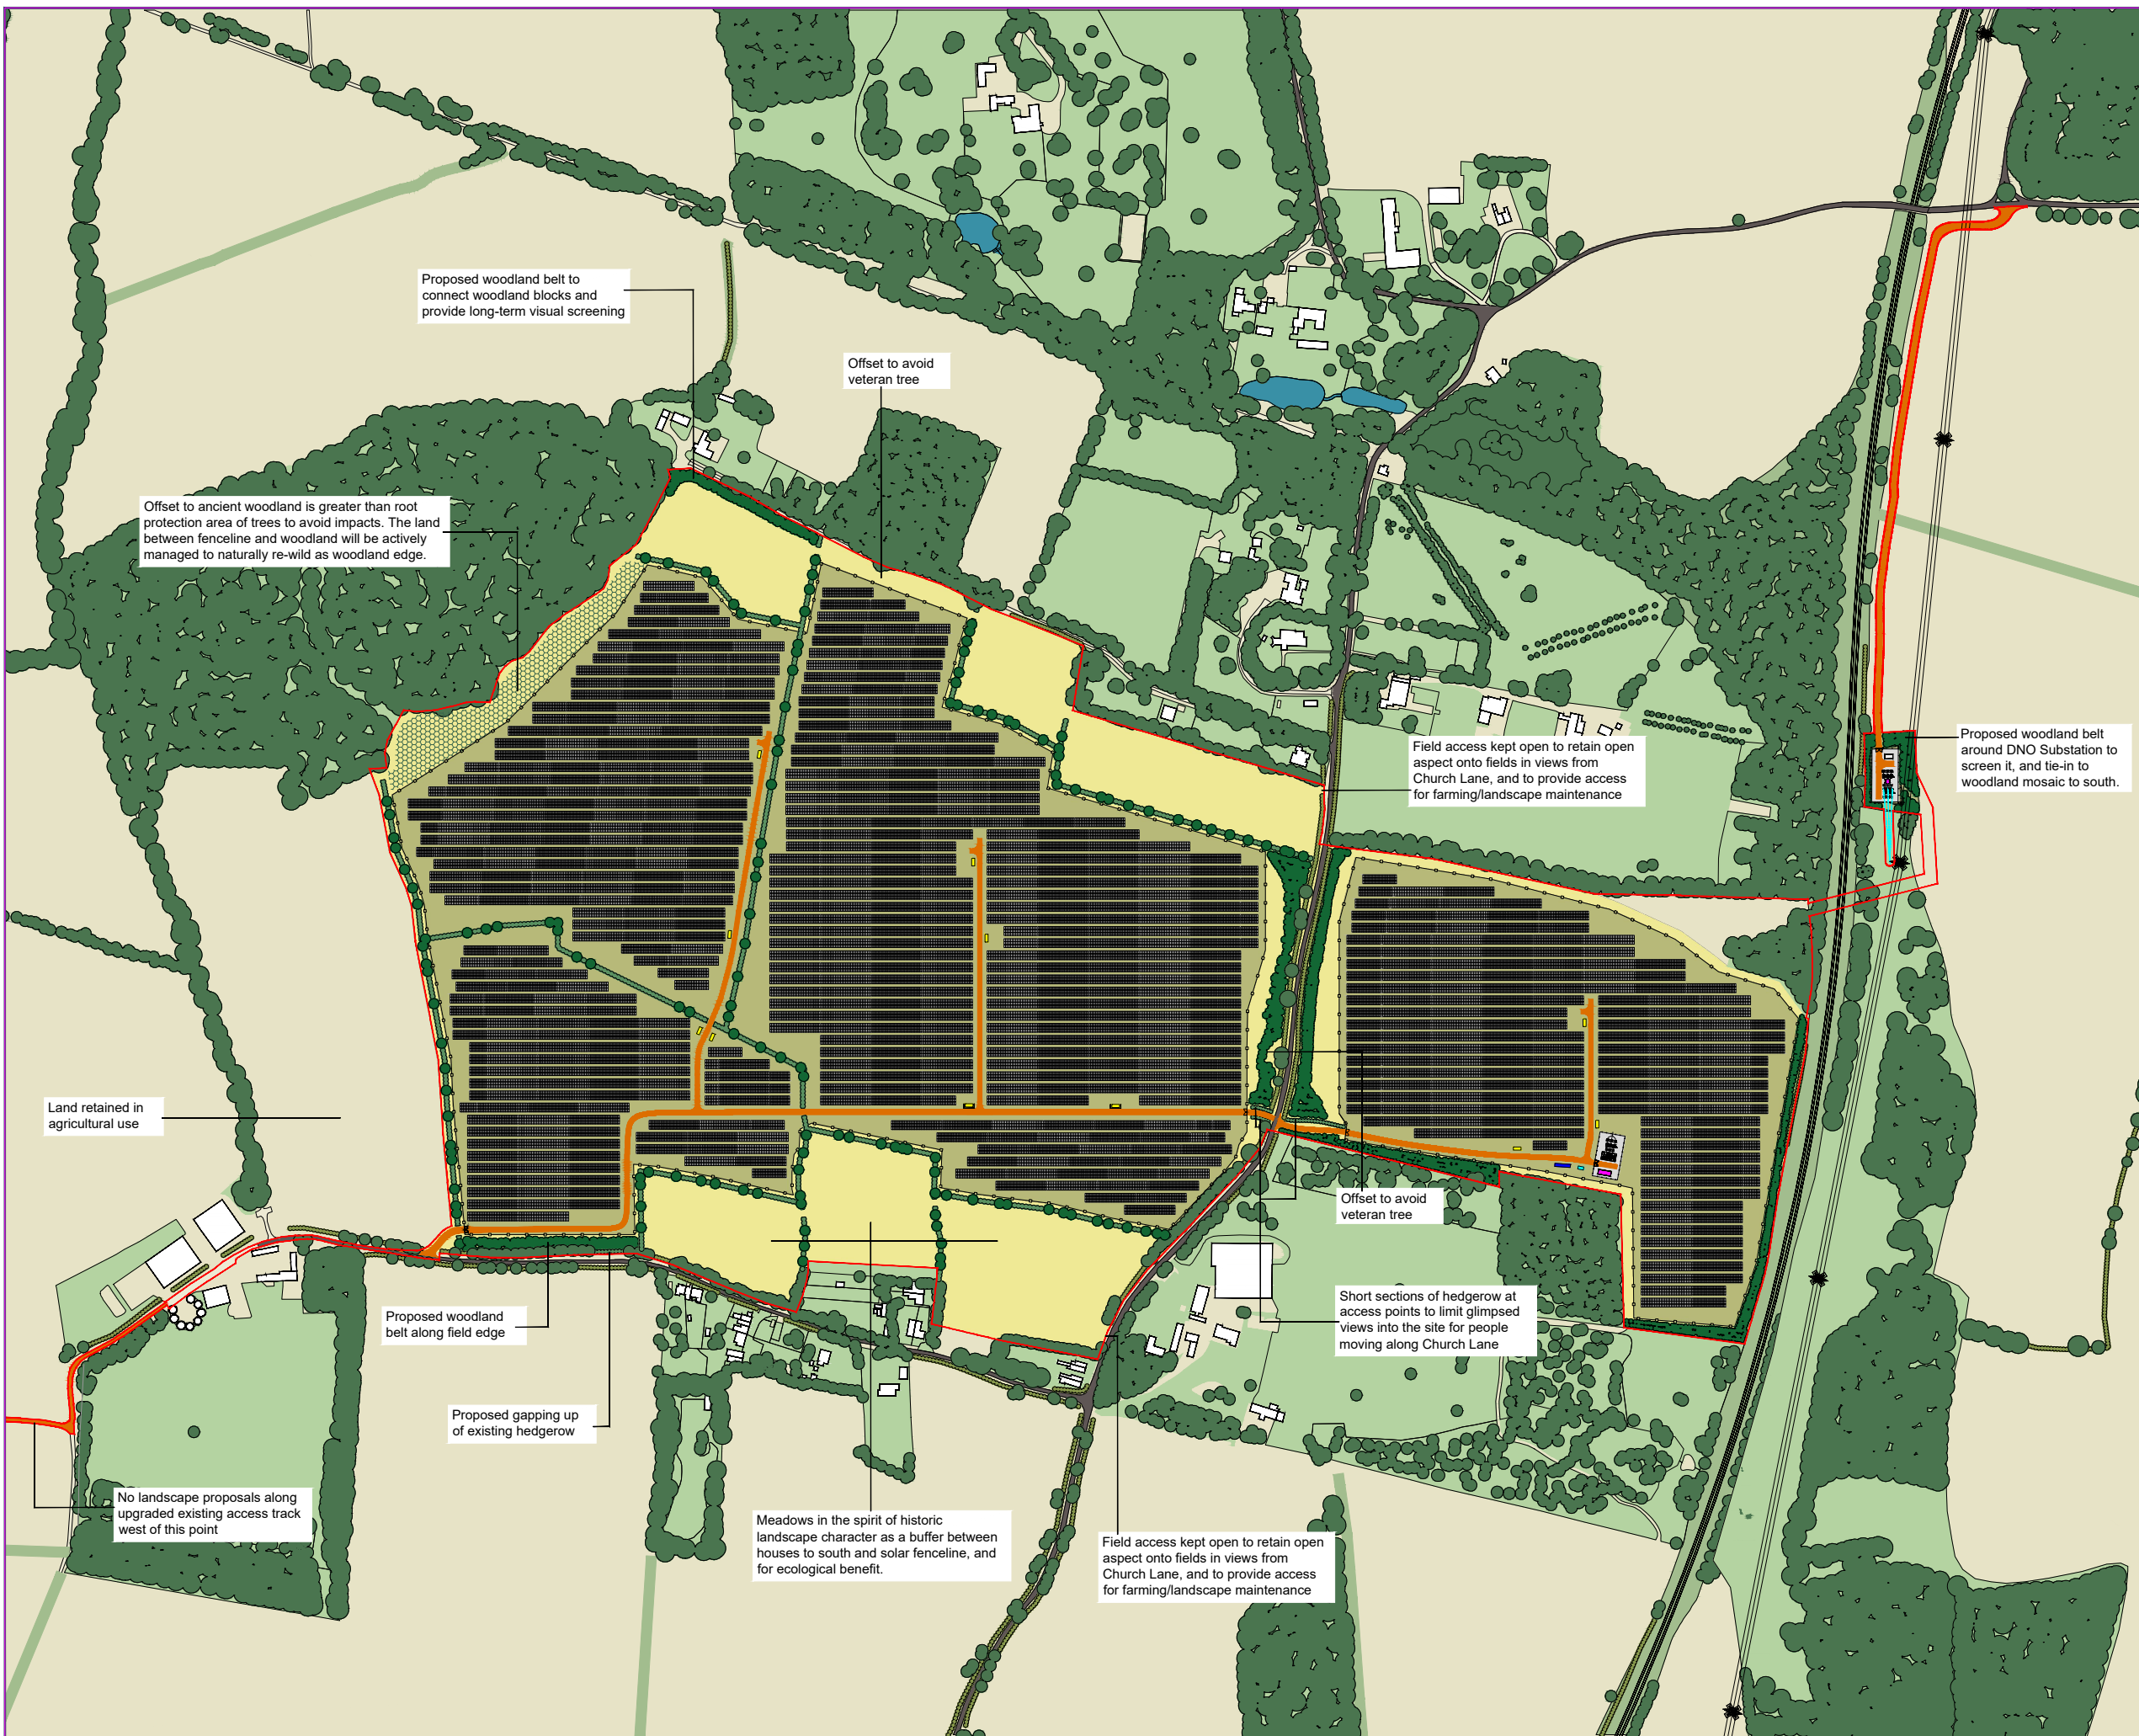 Proposed woodland belt to
connect woodland blocks and
provide long-term visual screening
Offset to avoid
veteran tree
Offset to ancient woodland is greater than root
protection area of trees to avoid impacts. The land
between fenceline and woodland will be actively
managed to naturally re-wild as woodland edge.
Field access kept open to retain open
aspect onto fields in views from
Church Lane, and to provide access
for farming/landscape maintenance
Proposed woodland belt
around DNO Substation to
screen it, and tie-in to
woodland mosaic to south.
Land retained in
agricultural use
Offset to avoid
veteran tree
Proposed woodland
belt along field edge
Short sections of hedgerow at
access points to limit glimpsed
views into the site for people
moving along Church Lane
Proposed gapping up
of existing hedgerow
No landscape proposals along
upgraded existing access track
west of this point
Meadows in the spirit of historic
landscape character as a buffer between
houses to south and solar fenceline, and
for ecological benefit.
Field access kept open to retain open
aspect onto fields in views from
Church Lane, and to provide access
for farming/landscape maintenance